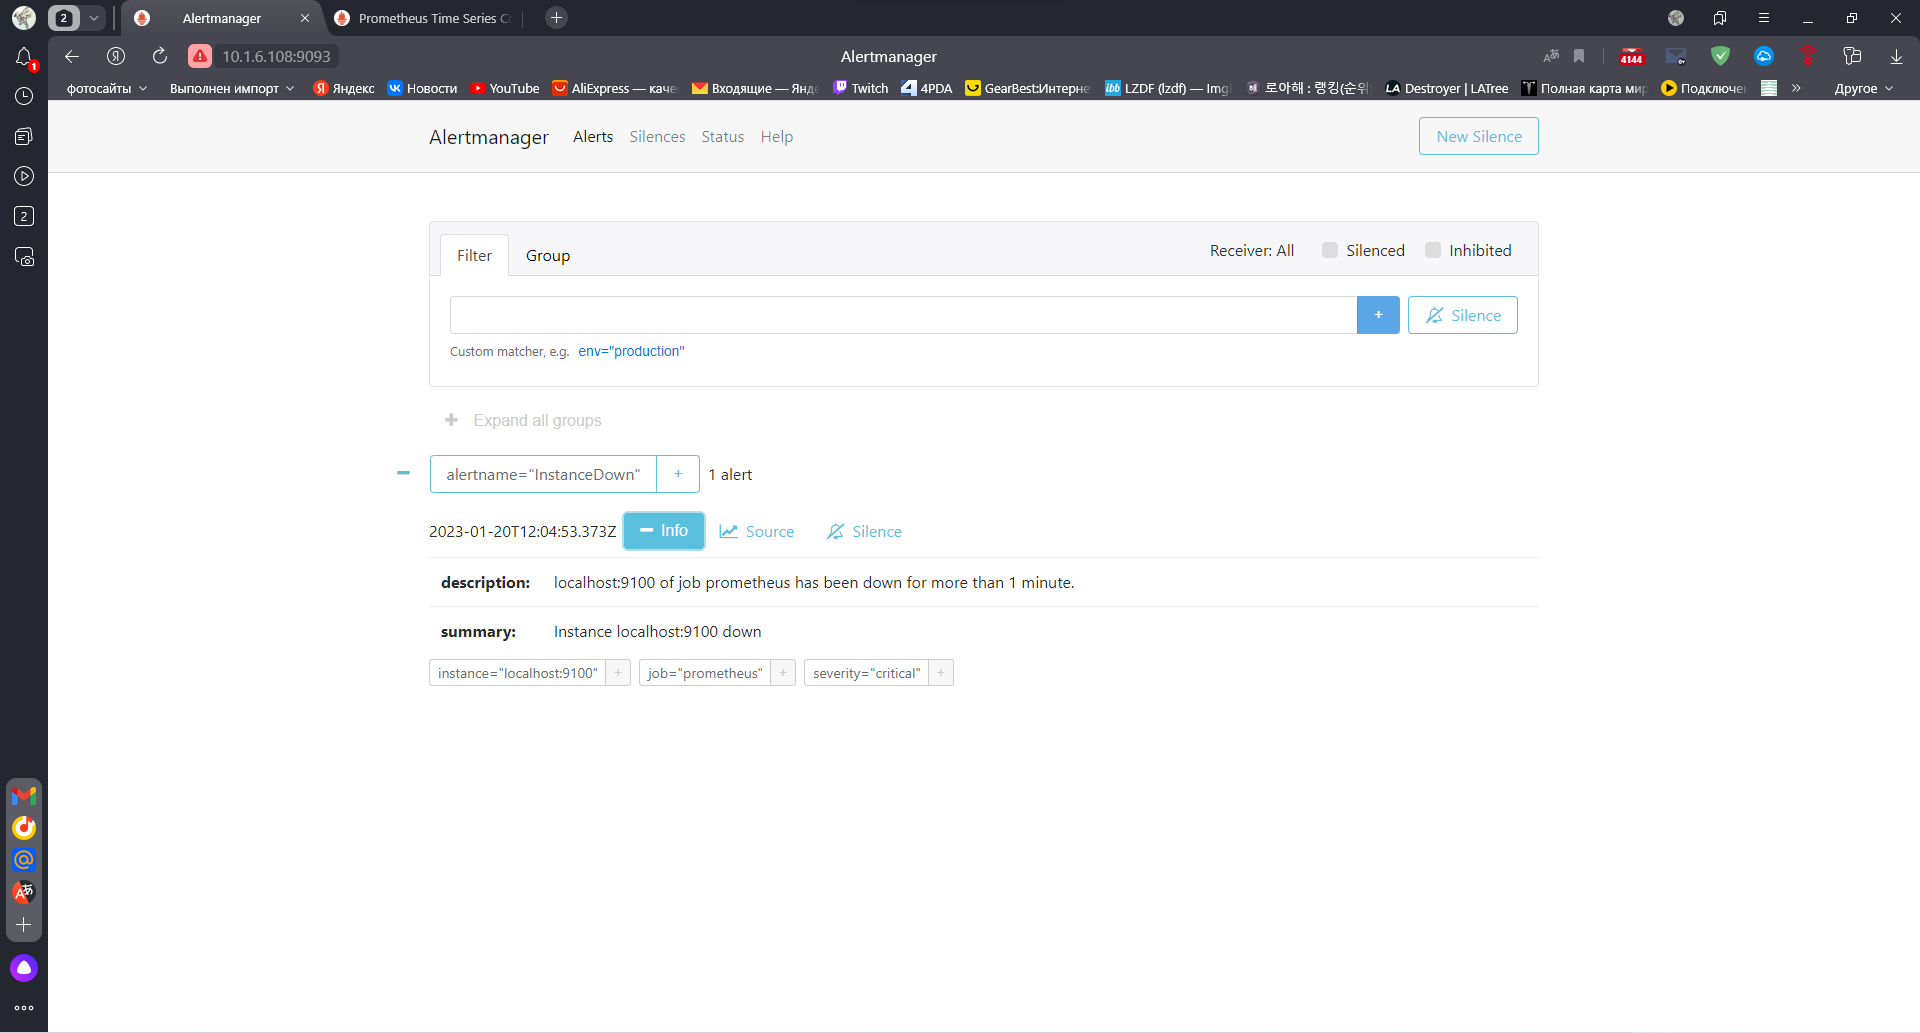 2
Alertmanager
Prometheus Time Series Co
1
10.1.6.108:9093
Alertmanager
4144
фотосайты
Выполнен импорт
Яндекс
Новости
YouTube
AliExpress — каче
Входящие — Янде
Twitch
4PDA
GearBest:Интерне
ibb LZDF (lzdf) — Img
로아해 : 랭킹(순위
LA Destroyer | LATree
Полная карта мир
Подключен
»
Другое
2
Alertmanager Alerts Silences Status Help
New Silence
Filter Group
Receiver: All Silenced Inhibited
+ Silence
Custom matcher, e.g. env="production"
+ Expand all groups
alertname="InstanceDown" + 1 alert
2023-01-20T12:04:53.373Z Info Source Silence
description: localhost:9100 of job prometheus has been down for more than 1 minute.
summary: Instance localhost:9100 down
instance="localhost:9100" + job="prometheus" + severity="critical" +